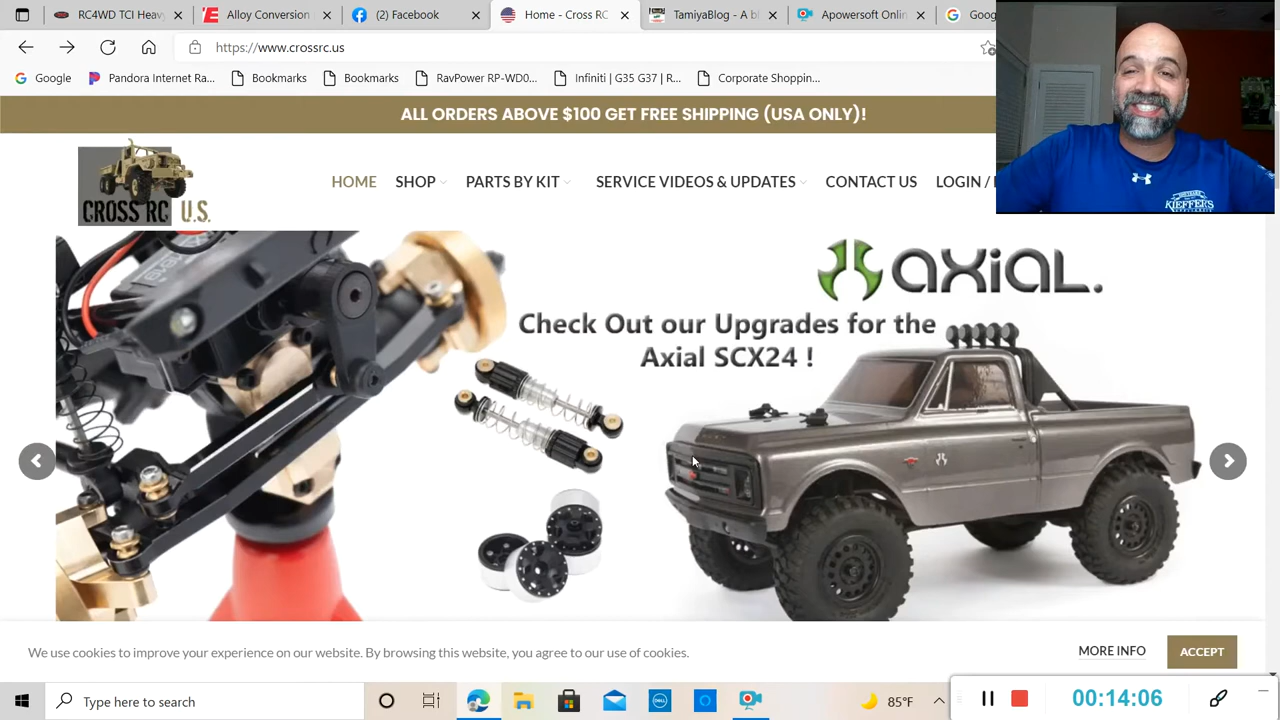 RC4WD TCI Heav
Alloy Conversion
(2) Facebook
Home - Cross RC
TamiyaBlog - A bi
Apowersoft Onlin
Goog
https://www.crossrc.us
Google
Pandora Internet Ra...
Bookmarks
Bookmarks
RavPower RP-WD0...
Infiniti | G35 G37 | R...
Corporate Shoppin...
ALL ORDERS ABOVE $100 GET FREE SHIPPING (USA ONLY)!
CROSS RC U.S.
HOME
SHOP
PARTS BY KIT
SERVICE VIDEOS & UPDATES
CONTACT US
LOGIN /
KIEFFER'S
AXIAL.
Check Out our Upgrades for the
Axial SCX24 !
We use cookies to improve your experience on our website. By browsing this website, you agree to our use of cookies.
MORE INFO
ACCEPT
Type here to search
DELL
85°F
00:14:06